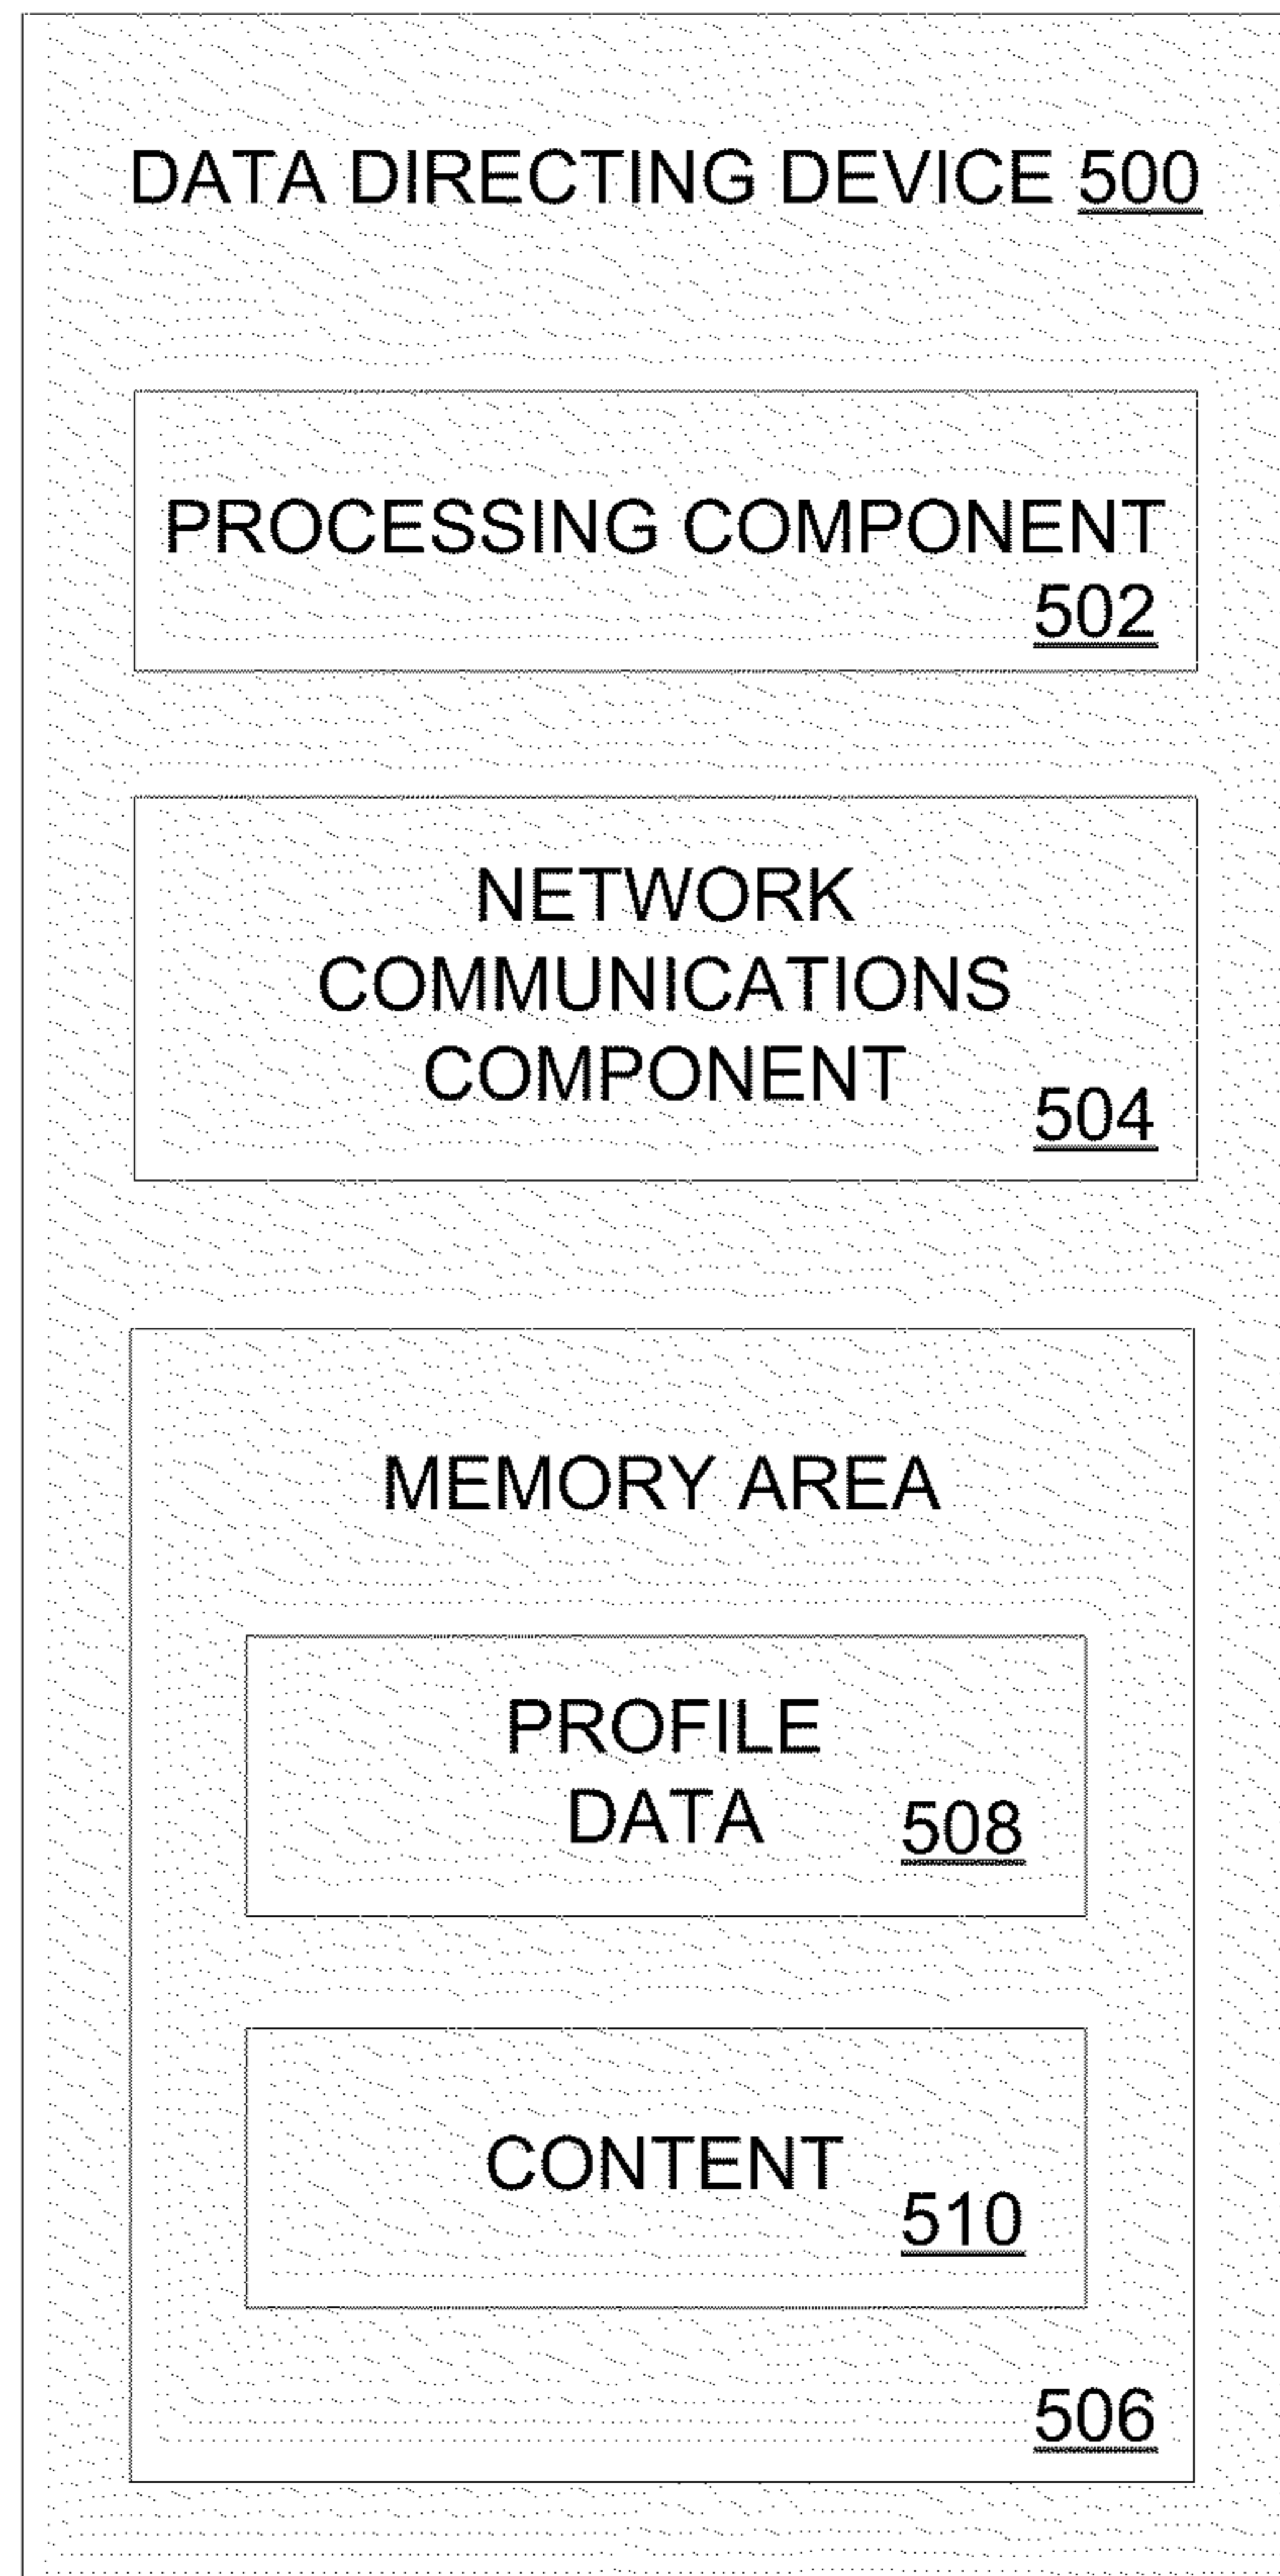 DATA DIRECTING DEVICE 500
PROCESSING COMPONENT
502
NETWORK
COMMUNICATIONS
COMPONENT
504
MEMORY AREA
PROFILE
DATA
508
CONTENT
510
506